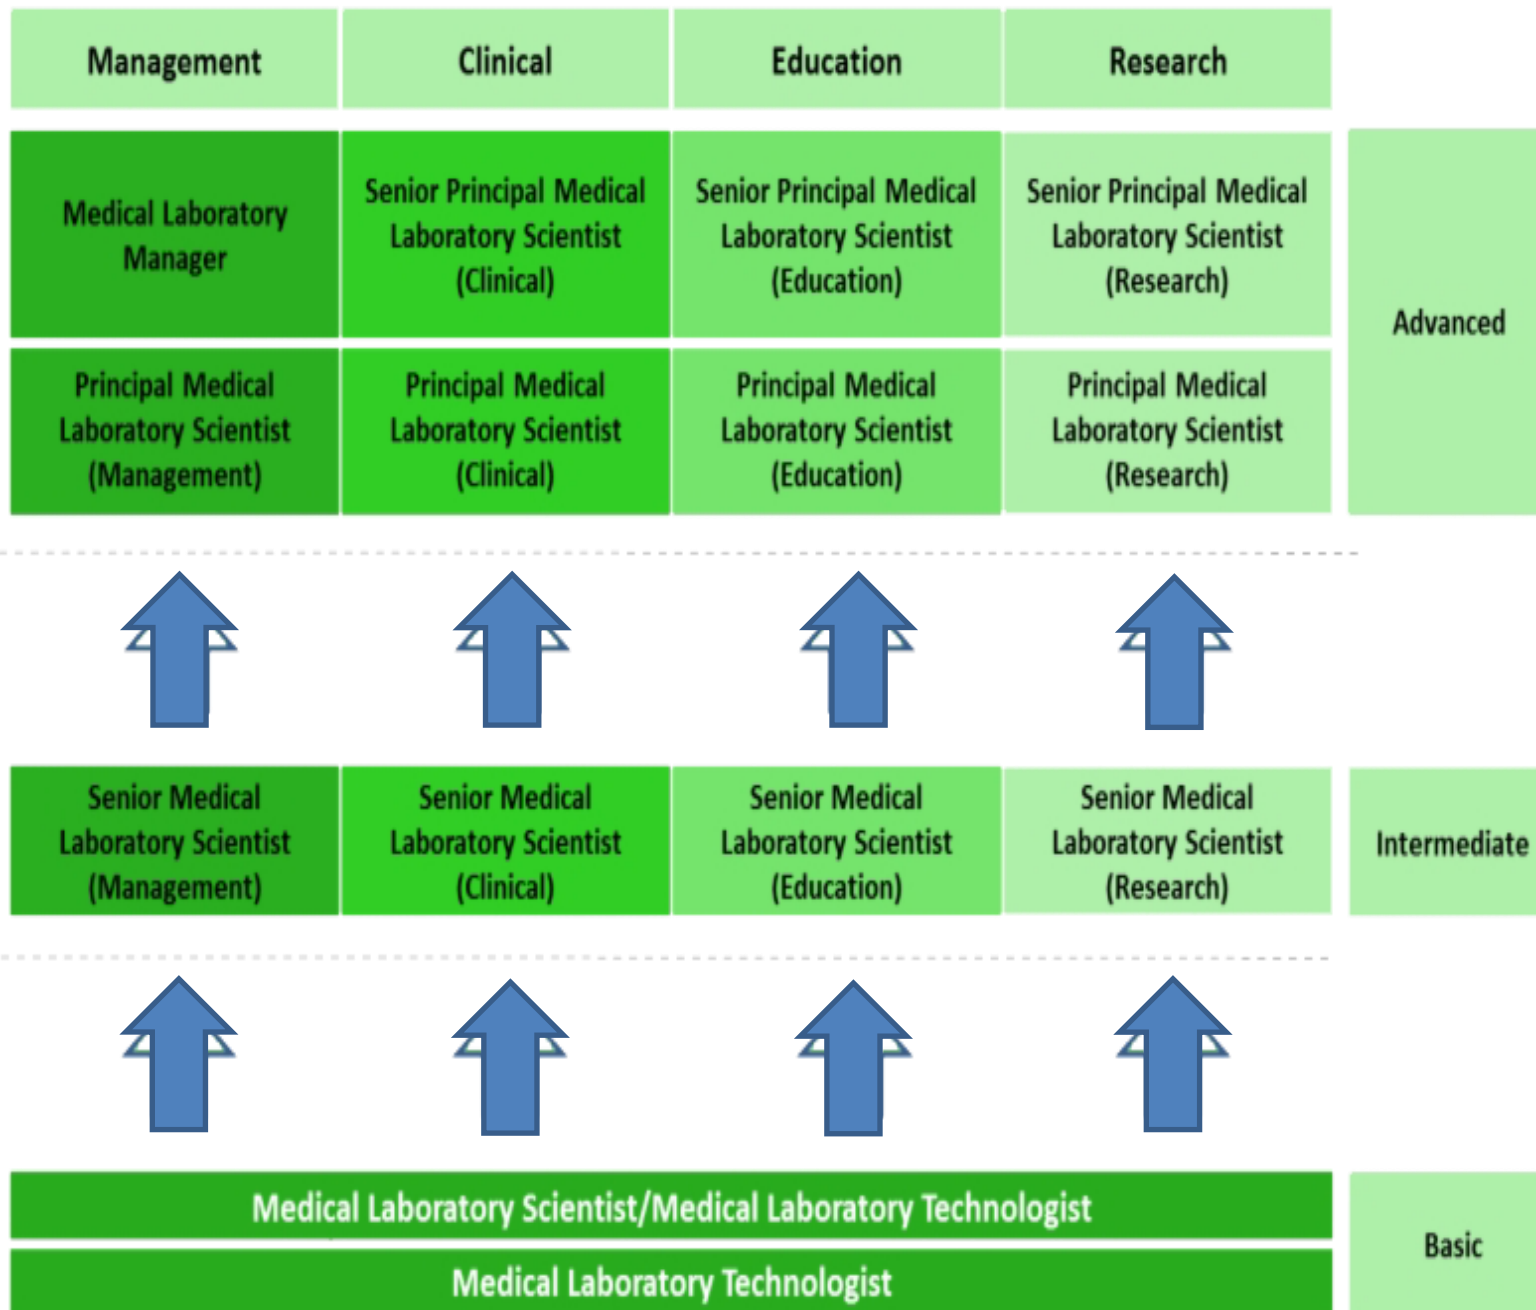 Management
Clinical
Education
Research
Medical Laboratory
Manager
Senior Principal Medical
Laboratory Scientist
(Clinical)
Senior Principal Medical
Laboratory Scientist
(Education)
Senior Principal Medical
Laboratory Scientist
(Research)
Advanced
Principal Medical
Laboratory Scientist
(Management)
Principal Medical
Laboratory Scientist
(Clinical)
Principal Medical
Laboratory Scientist
(Education)
Principal Medical
Laboratory Scientist
(Research)
Senior Medical
Laboratory Scientist
(Management)
Senior Medical
Laboratory Scientist
(Clinical)
Senior Medical
Laboratory Scientist
(Education)
Senior Medical
Laboratory Scientist
(Research)
Intermediate
Medical Laboratory Scientist/Medical Laboratory Technologist
Basic
Medical Laboratory Technologist